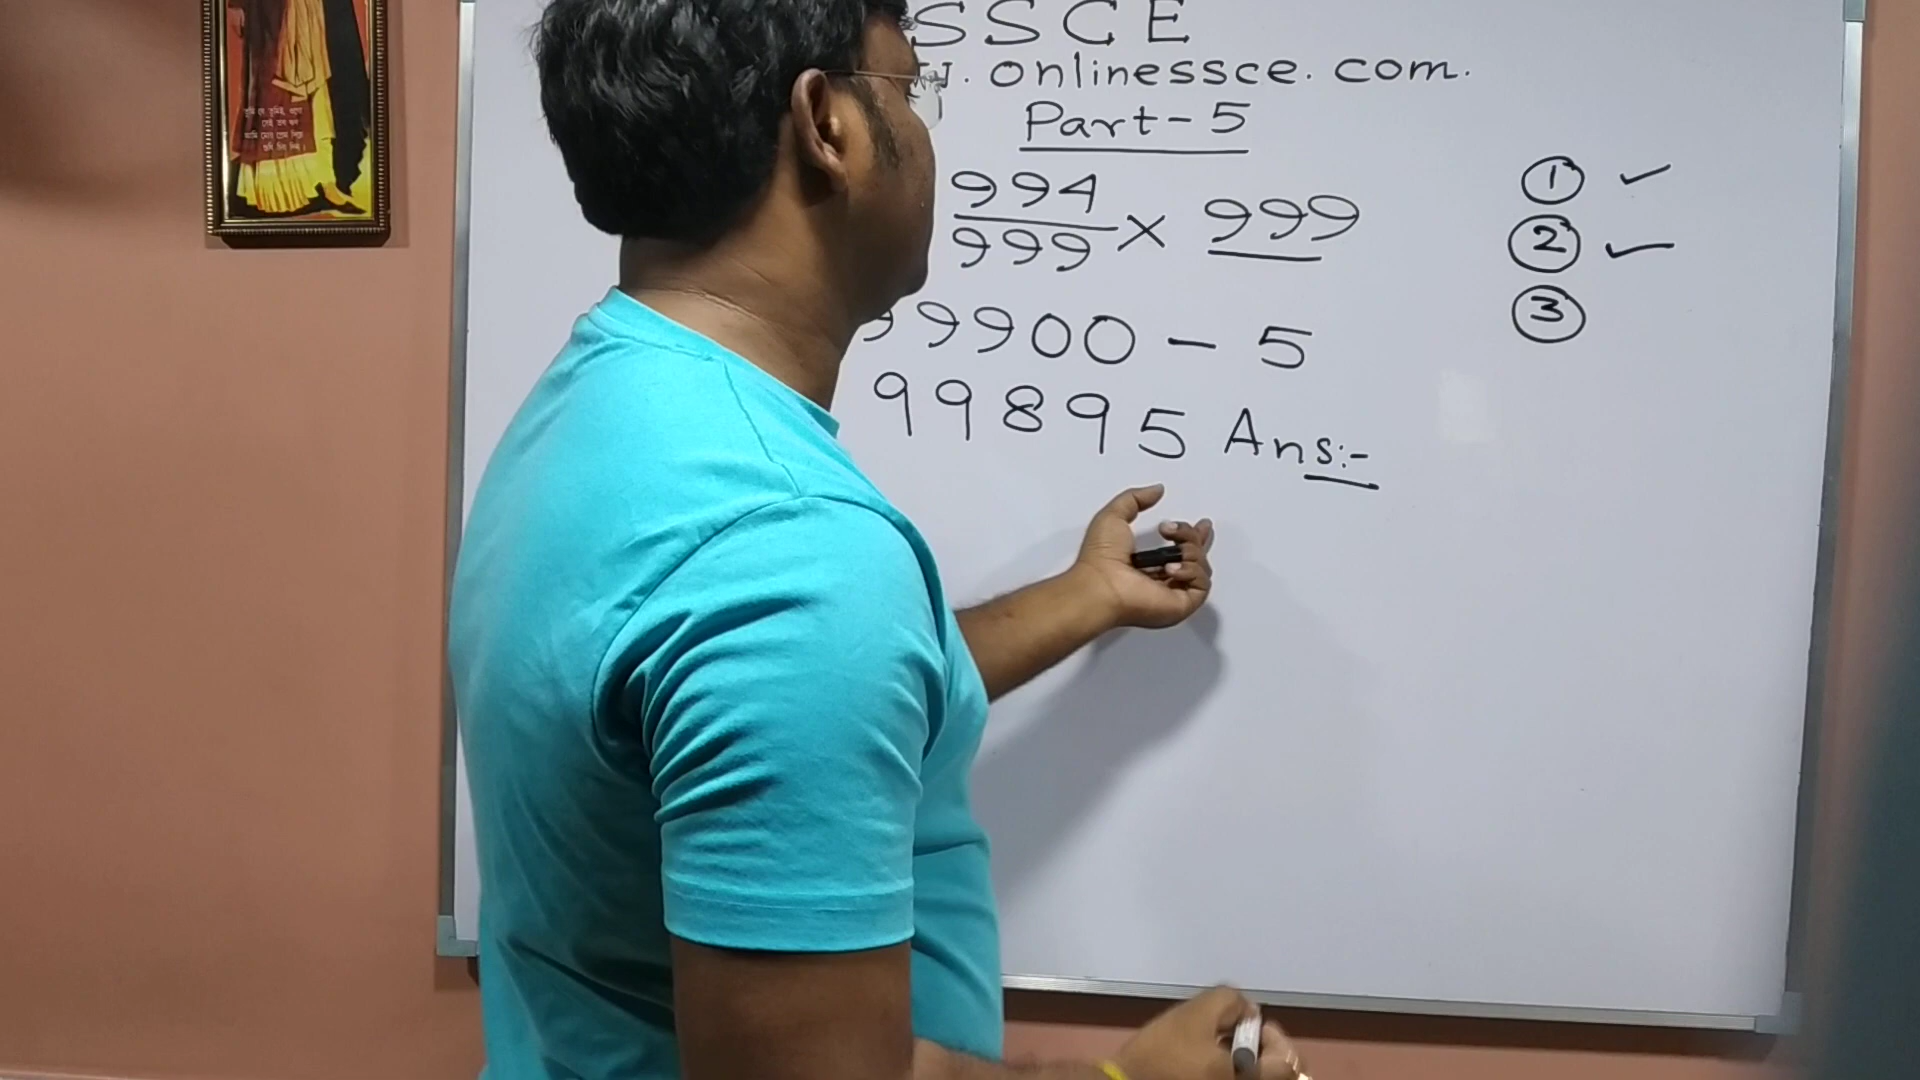 SSCE
w.onlinessce.com.
Part-5
994
999 × 999
99900 - 5
99895 Ans:-
①
②
③